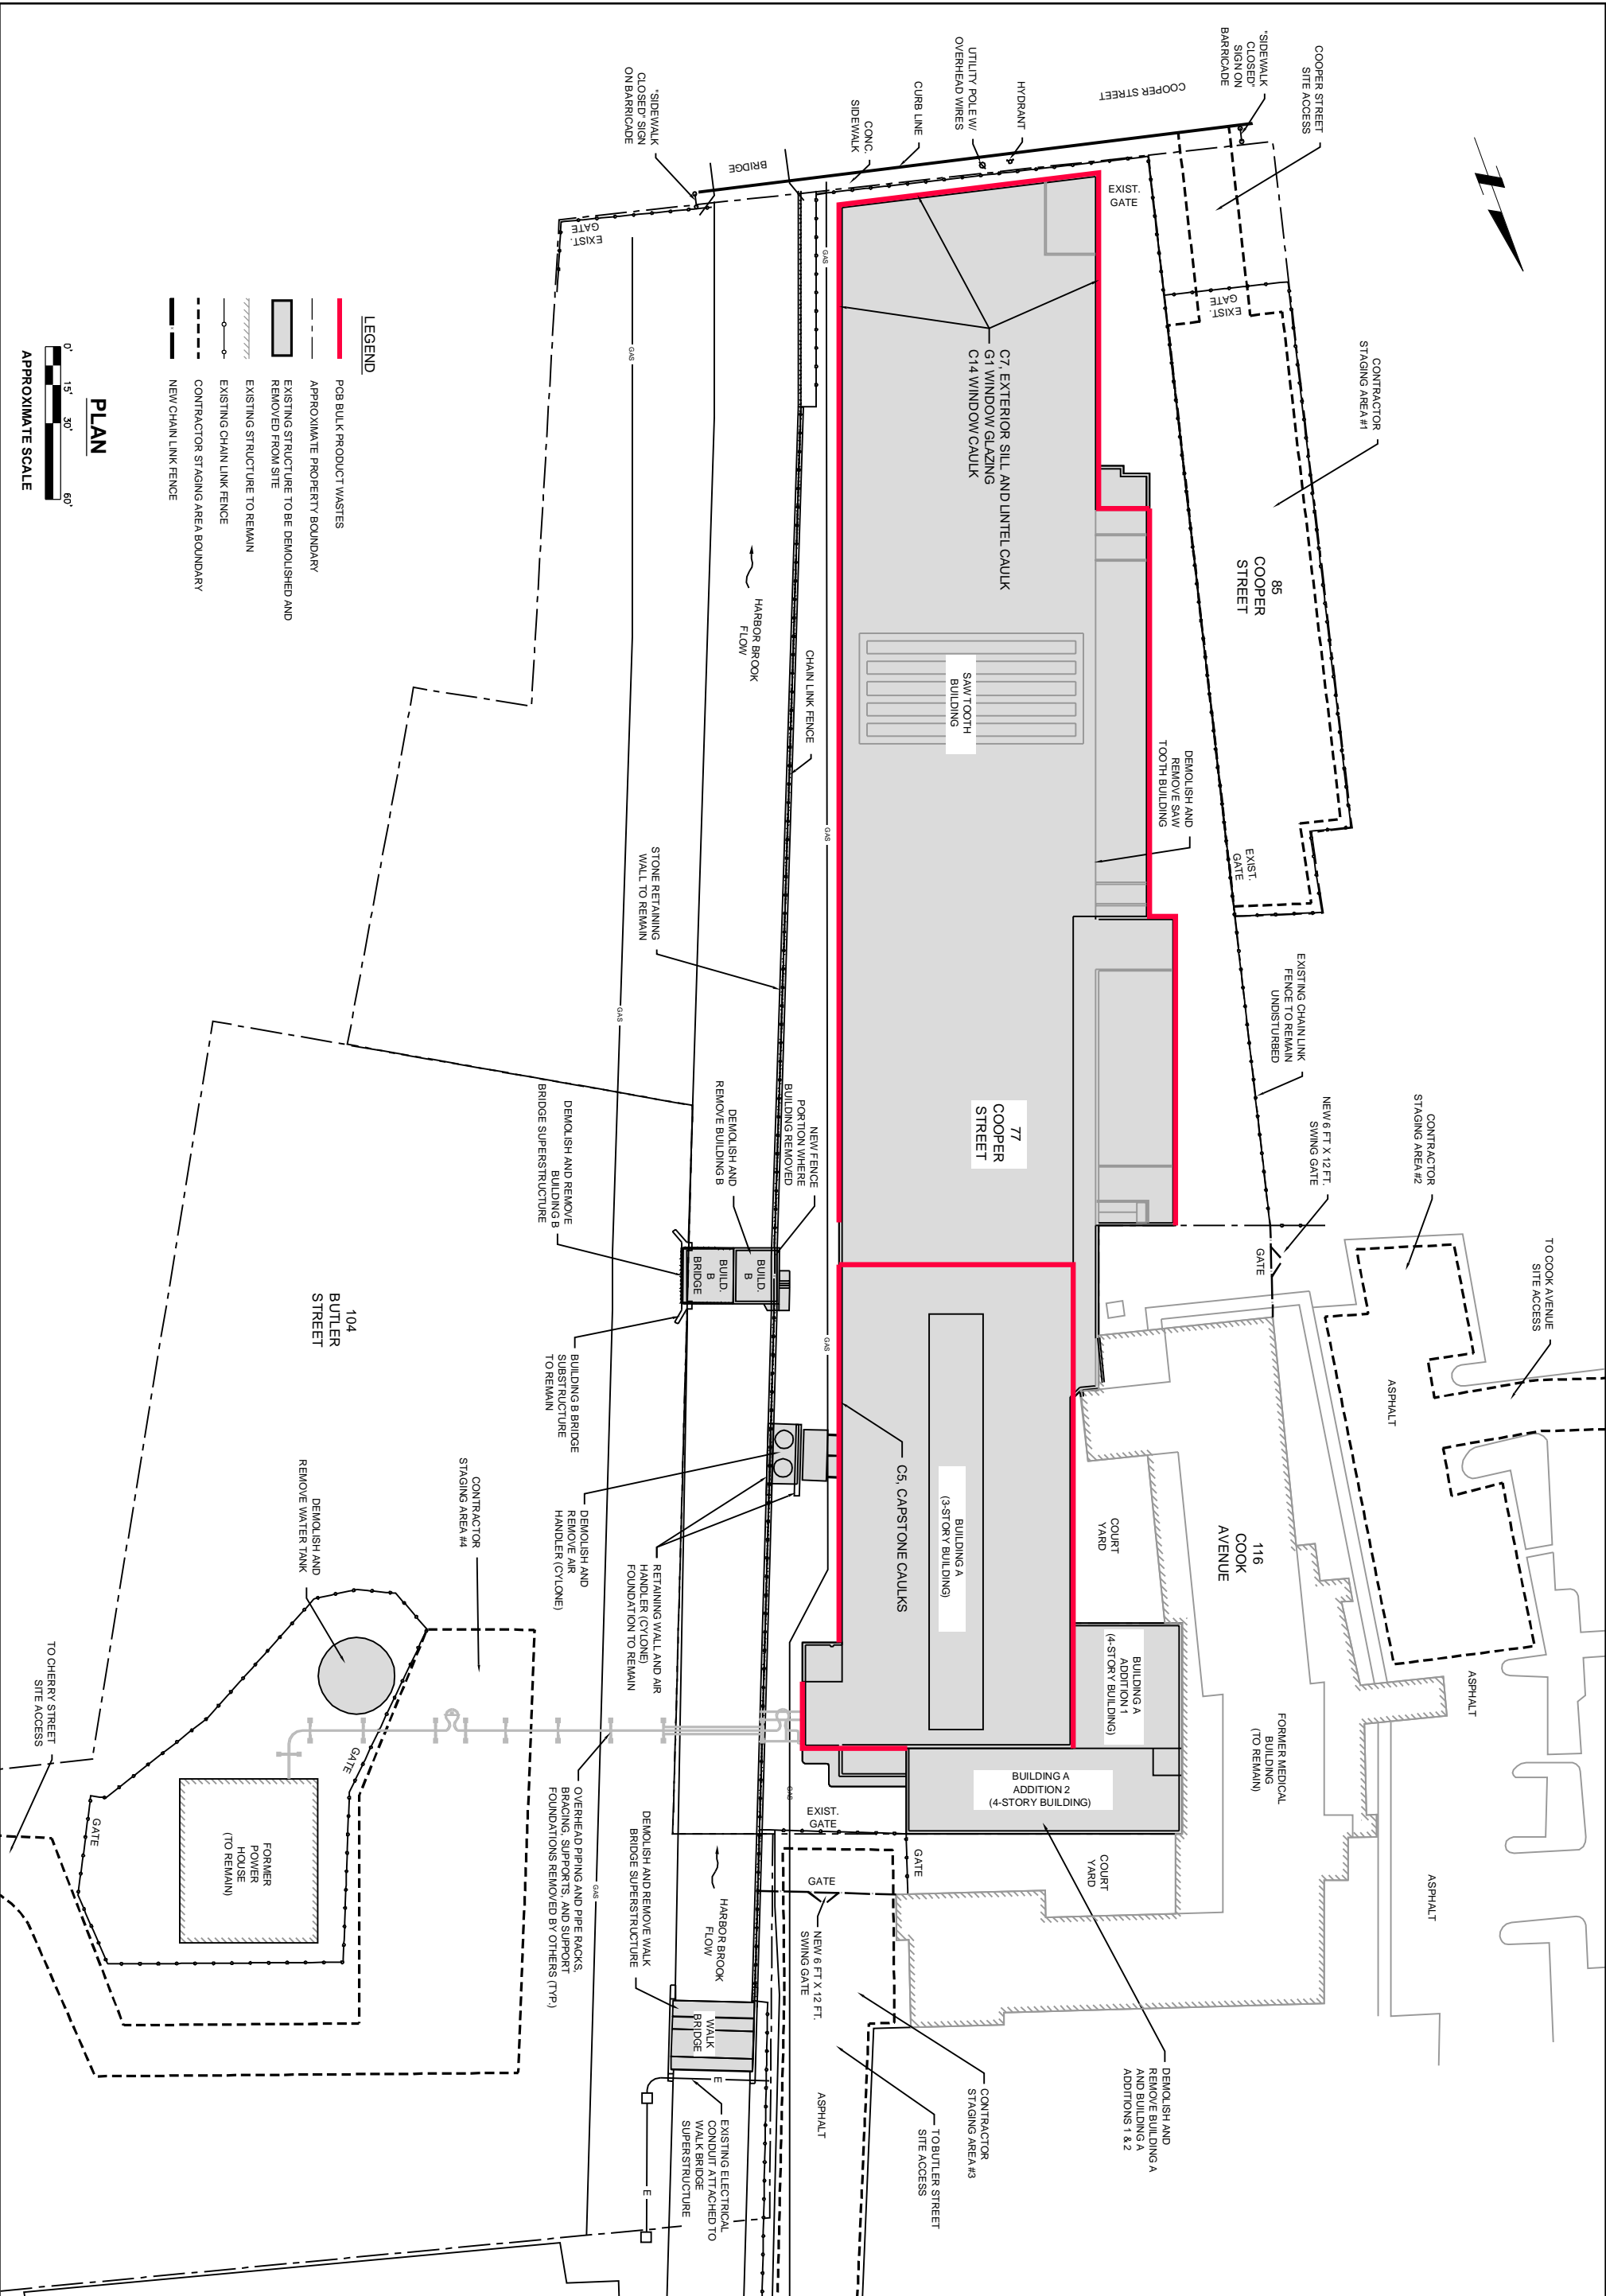 "SIDEWALK
CLOSED"
SIGN ON
BARRICADE
COOPER STREET
SITE ACCESS
COOPER STREET
HYDRANT
UTILITY POLE W/
OVERHEAD WIRES
CURB LINE
CONC.
SIDEWALK
BRIDGE
"SIDEWALK
CLOSED" SIGN
ON BARRICADE
EXIST.
GATE
EXIST.
GATE
EXIST.
GATE
CONTRACTOR
STAGING AREA #1
85
COOPER
STREET
EXIST.
GATE
C7, EXTERIOR SILL AND LINTEL CAULK
G1 WINDOW GLAZING
C14 WINDOW CAULK
SAW TOOTH
BUILDING
DEMOLISH AND
REMOVE SAW
TOOTH BUILDING
GAS
GAS
GAS
GAS
GAS
GAS
GAS
HARBOR BROOK
FLOW
CHAIN LINK FENCE
STONE RETAINING
WALL TO REMAIN
LEGEND
PCB BULK PRODUCT WASTES
APPROXIMATE PROPERTY BOUNDARY
EXISTING STRUCTURE TO BE DEMOLISHED AND
REMOVED FROM SITE
EXISTING STRUCTURE TO REMAIN
EXISTING CHAIN LINK FENCE
CONTRACTOR STAGING AREA BOUNDARY
NEW CHAIN LINK FENCE
PLAN
0' 15' 30' 60'
APPROXIMATE SCALE
EXISTING CHAIN LINK
FENCE TO REMAIN
UNDISTURBED
NEW 6 FT X 12 FT.
SWING GATE
GATE
CONTRACTOR
STAGING AREA #2
TO COOK AVENUE
SITE ACCESS
ASPHALT
ASPHALT
ASPHALT
77
COOPER
STREET
NEW FENCE
PORTION WHERE
BUILDING REMOVED
DEMOLISH AND
REMOVE BUILDING B
DEMOLISH AND REMOVE
BUILDING B
BRIDGE SUPERSTRUCTURE
BUILD.
B
BUILD.
B
BRIDGE
BUILDING B BRIDGE
SUBSTRUCTURE
TO REMAIN
104
BUTLER
STREET
DEMOLISH AND
REMOVE AIR
HANDLER (CYLONE)
RETAINING WALL AND AIR
HANDLER (CYLONE)
FOUNDATION TO REMAIN
C5, CAPSTONE CAULKS
BUILDING A
(3-STORY BUILDING)
COURT
YARD
116
COOK
AVENUE
BUILDING A
ADDITION 1
(4-STORY BUILDING)
FORMER MEDICAL
BUILDING
(TO REMAIN)
BUILDING A
ADDITION 2
(4-STORY BUILDING)
COURT
YARD
EXIST.
GATE
GATE
GATE
NEW 6 FT X 12 FT.
SWING GATE
CONTRACTOR
STAGING AREA #4
DEMOLISH AND
REMOVE WATER TANK
TO CHERRY STREET
SITE ACCESS
GATE
GATE
FORMER
POWER
HOUSE
(TO REMAIN)
OVERHEAD PIPING AND PIPE RACKS,
BRACING, SUPPORTS, AND SUPPORT
FOUNDATIONS REMOVED BY OTHERS (TYP.)
DEMOLISH AND REMOVE WALK
BRIDGE SUPERSTRUCTURE
HARBOR BROOK
FLOW
WALK
BRIDGE
E
E
EXISTING ELECTRICAL
CONDUIT ATTACHED TO
WALK BRIDGE
SUPERSTRUCTURE
ASPHALT
TO BUTLER STREET
SITE ACCESS
CONTRACTOR
STAGING AREA #3
DEMOLISH AND
REMOVE BUILDING A
AND BUILDING A
ADDITIONS 1 & 2